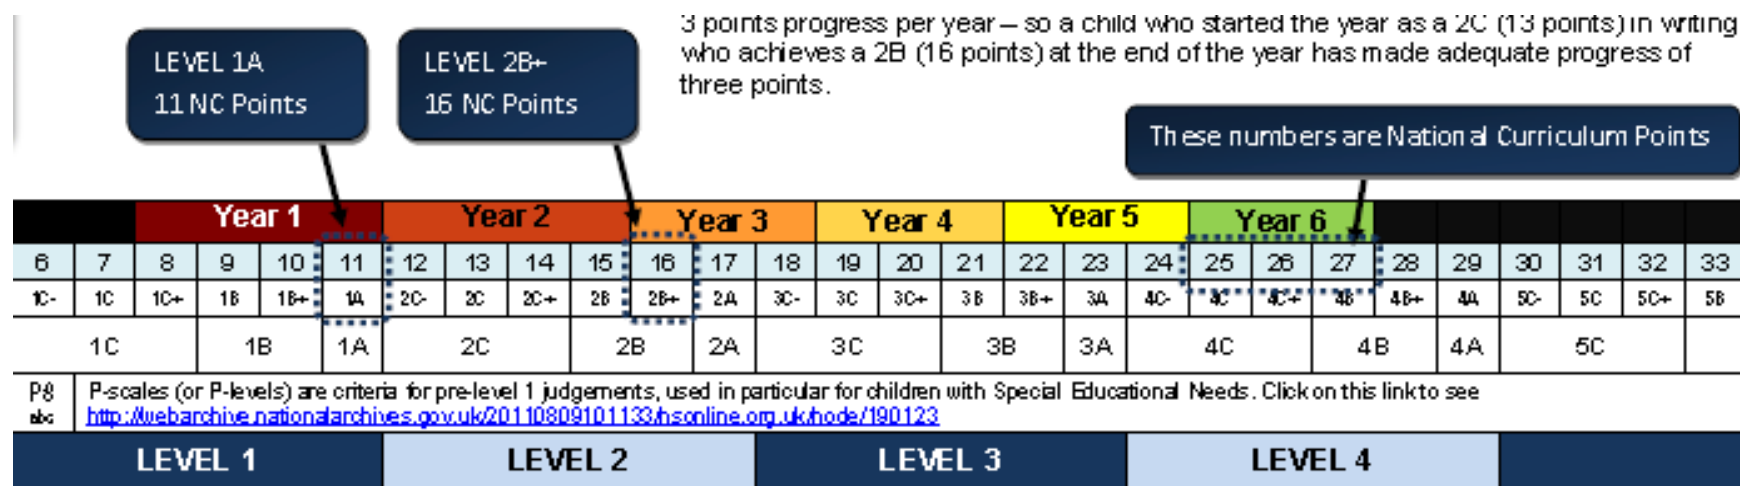 3 points progress per year – so a child who started the year as a 2C (13 points) in writing
who achieves a 2B (16 points) at the end of the year has made adequate progress of
three points.
LEVEL 1A
11 NC Points
LEVEL 2B+
16 NC Points
These numbers are National Curriculum Points
Year 1 Year 2 Year 3 Year 4 Year 5 Year 6
6 7 8 9 10 11 12 13 14 15 16 17 18 19 20 21 22 23 24 25 26 27 28 29 30 31 32 33
1C- 1C 1C+ 1B 1B+ 1A 2C- 2C 2C+ 2B 2B+ 2A 3C- 3C 3C+ 3B 3B+ 3A 4C- 4C 4C+ 4B 4B+ 4A 5C- 5C 5C+ 5B
1C 1B 1A 2C 2B 2A 3C 3B 3A 4C 4B 4A 5C
P8 P-scales (or P-levels) are criteria for pre-level 1 judgements, used in particular for children with Special Educational Needs. Click on this link to see
abc http://webarchive.nationalarchives.gov.uk/20110809101133/nsonline.org.uk/node/190123
LEVEL 1 LEVEL 2 LEVEL 3 LEVEL 4